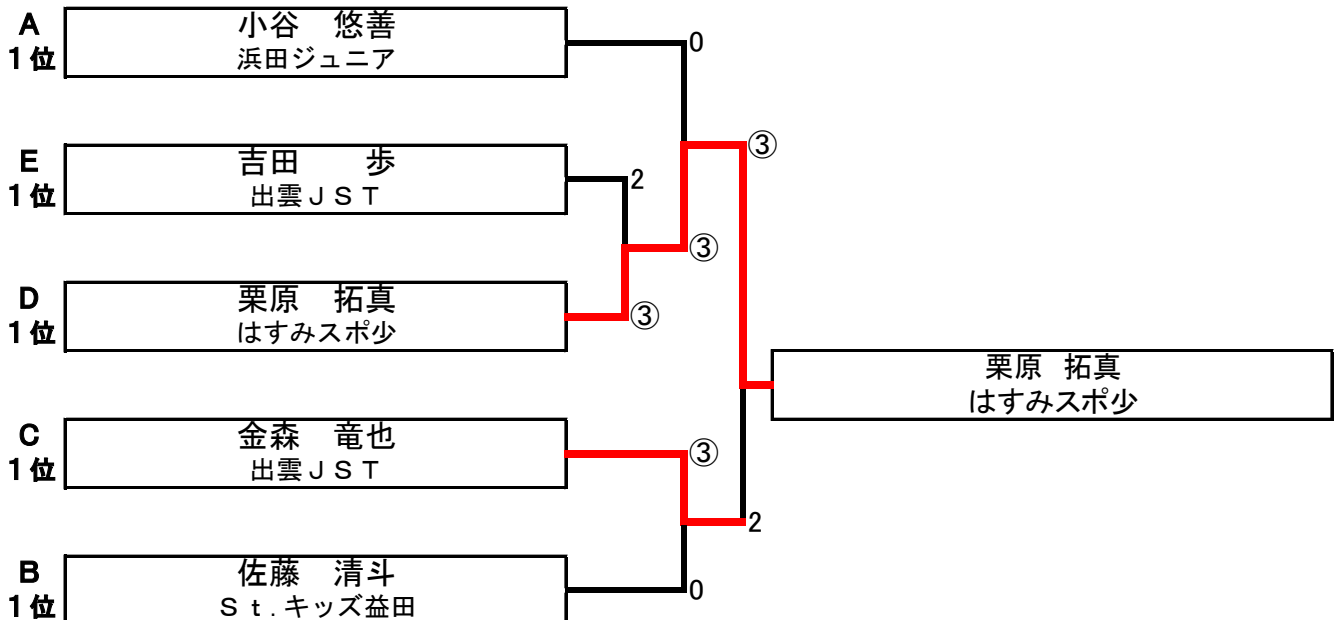 A
1位
小谷　悠善
浜田ジュニア
0
③
E
1位
吉田　　歩
出雲ＪＳＴ
2
③
D
1位
栗原　拓真
はすみスポ少
③
栗原　拓真
はすみスポ少
C
1位
金森　竜也
出雲ＪＳＴ
③
2
B
1位
佐藤　清斗
Ｓｔ.キッズ益田
0